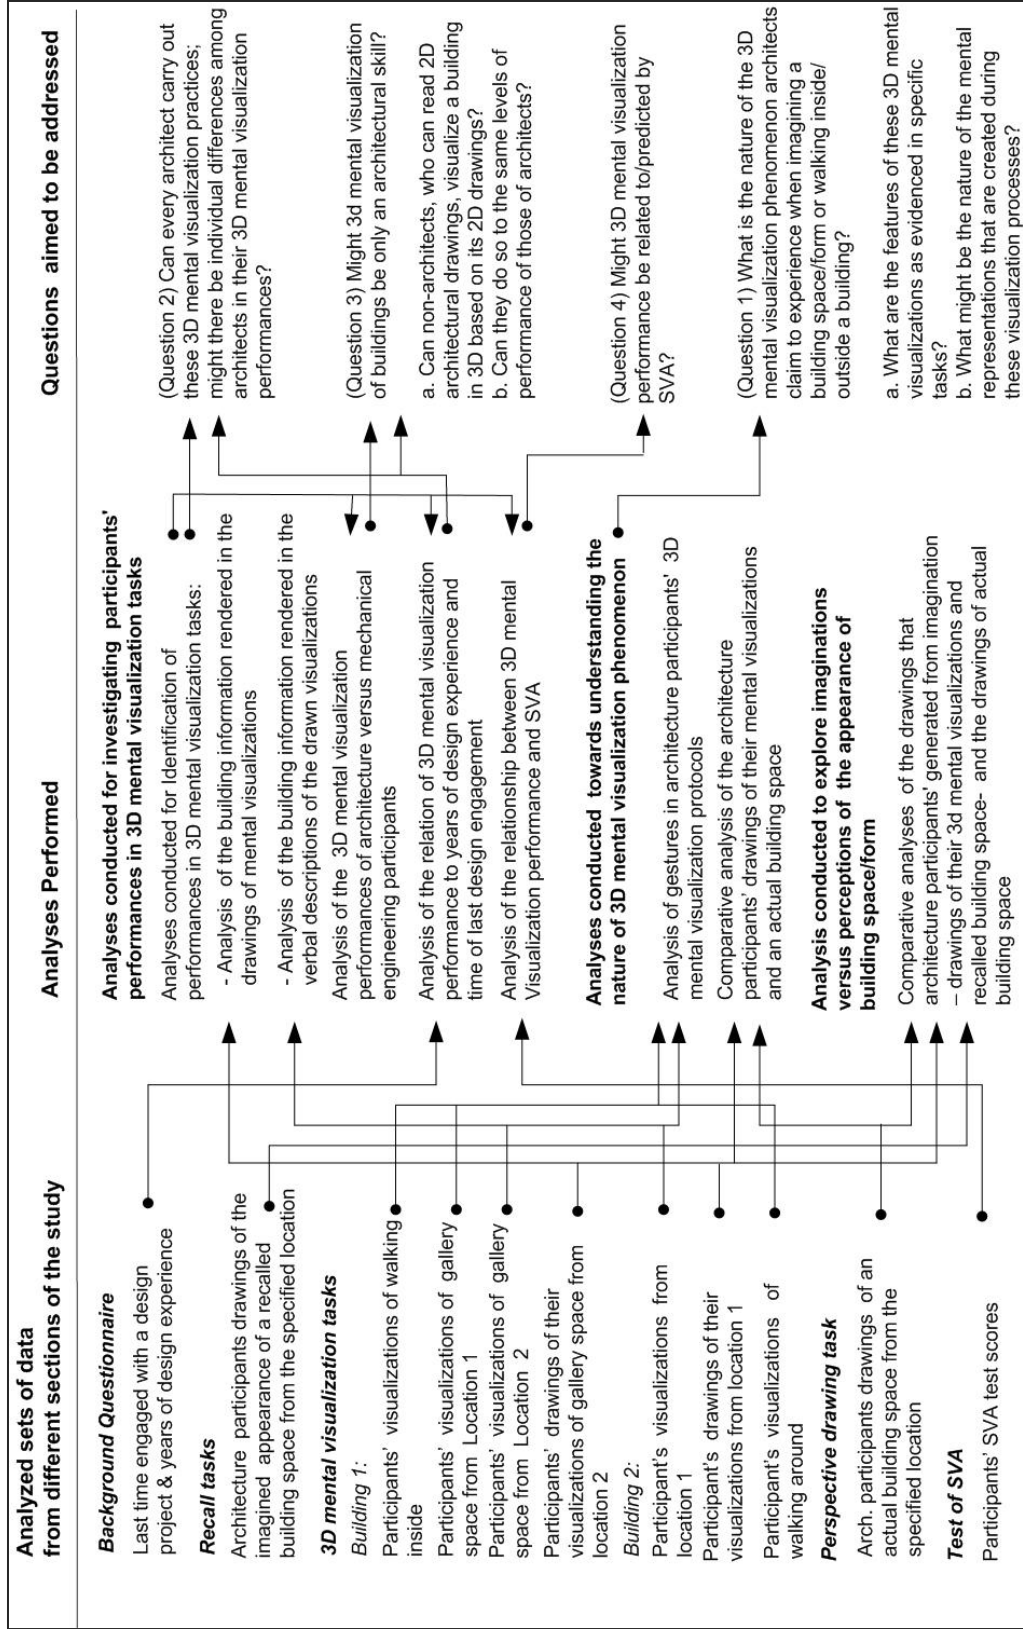 Analyzed sets of data
from different sections of the study
Background Questionnaire
Last time engaged with a design
project & years of design experience
Recall tasks
Architecture participants drawings of the
imagined appearance of a recalled
building space from the specified location
3D mental visualization tasks
Building 1:
Participants' visualizations of walking
inside
Participants' visualizations of gallery
space from Location 1
Participants' visualizations of gallery
space from Location 2
Participants' drawings of their
visualizations of gallery space from
location 2
Building 2:
Participant's visualizations from
location 1
Participant's drawings of their
visualizations from location 1
Participant's visualizations of
walking around
Perspective drawing task
Arch. participants drawings of an
actual building space from the
specified location
Test of SVA
Participants' SVA test scores
Analyses Performed
Analyses conducted for investigating participants'
performances in 3D mental visualization tasks
Analyses conducted for Identification of
performances in 3D mental visualization tasks:
- Analysis of the building information rendered in the
drawings of mental visualizations
- Analysis of the building information rendered in the
verbal descriptions of the drawn visualizations
Analysis of the 3D mental visualization
performances of architecture versus mechanical
engineering participants
Analysis of the relation of 3D mental visualization
performance to years of design experience and
time of last design engagement
Analysis of the relationship between 3D mental
Visualization performance and SVA
Analyses conducted towards understanding the
nature of 3D mental visualization phenomenon
Analysis of gestures in architecture participants' 3D
mental visualization protocols
Comparative analysis of the architecture
participants' drawings of their mental visualizations
and an actual building space
Analysis conducted to explore imaginations
versus perceptions of the appearance of
building space/form
Comparative analyses of the drawings that
architecture participants' generated from imagination
– drawings of their 3d mental visualizations and
recalled building space- and the drawings of actual
building space
Questions aimed to be addressed
(Question 2) Can every architect carry out
these 3D mental visualization practices;
might there be individual differences among
architects in their 3D mental visualization
performances?
(Question 3) Might 3d mental visualization
of buildings be only an architectural skill?
a. Can non-architects, who can read 2D
architectural drawings, visualize a building
in 3D based on its 2D drawings?
b. Can they do so to the same levels of
performance of those of architects?
(Question 4) Might 3D mental visualization
performance be related to/predicted by
SVA?
(Question 1) What is the nature of the 3D
mental visualization phenomenon architects
claim to experience when imagining a
building space/form or walking inside/
outside a building?
a. What are the features of these 3D mental
visualizations as evidenced in specific
tasks?
b. What might be the nature of the mental
representations that are created during
these visualization processes?